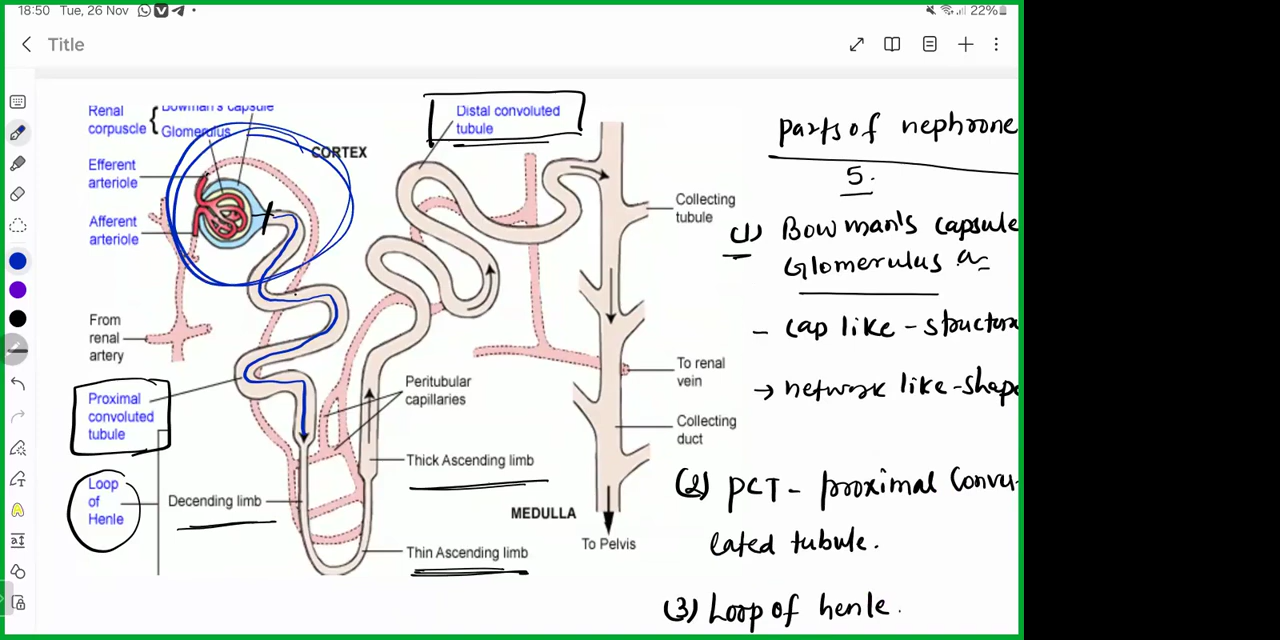 18:50 Tue, 26 Nov
22%
Title
Renal
corpuscle
Bowman's capsule
Glomerulus
Efferent
arteriole
Afferent
arteriole
CORTEX
From
renal
artery
Proximal
convoluted
tubule
Loop
of
Henle
Decending limb
Distal convoluted
tubule
Peritubular
capillaries
Thick Ascending limb
MEDULLA
Thin Ascending limb
Collecting
tubule
To renal
vein
Collecting
duct
To Pelvis
parts of nephrone
5.
(1) Bowman's capsule
Glomerulus
- cap like - structure
→ network like-shape
(2) PCT - proximal convu-
lated tubule.
(3) Loop of henle.